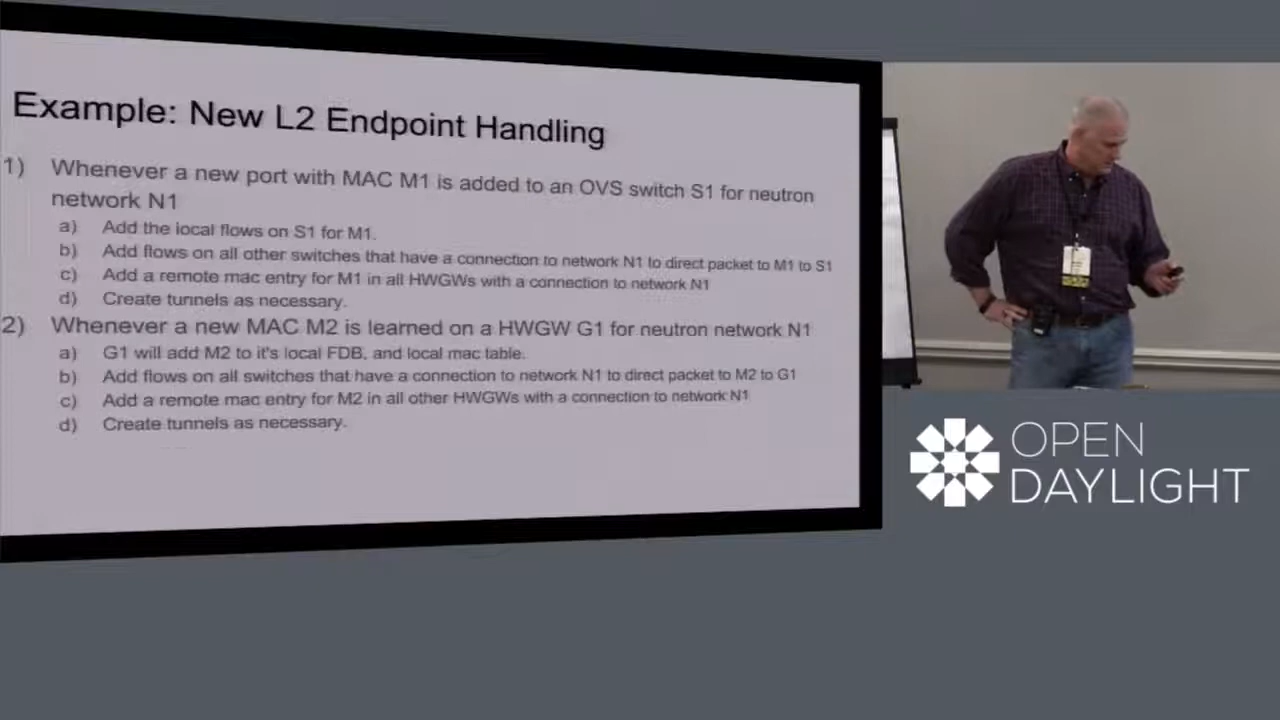 Example: New L2 Endpoint Handling
1) Whenever a new port with MAC M1 is added to an OVS switch S1 for neutron
network N1
a) Add the local flows on S1 for M1.
b) Add flows on all other switches that have a connection to network N1 to direct packet to M1 to S1
c) Add a remote mac entry for M1 in all HWGWs with a connection to network N1
d) Create tunnels as necessary.
2) Whenever a new MAC M2 is learned on a HWGW G1 for neutron network N1
a) G1 will add M2 to it's local FDB, and local mac table.
b) Add flows on all switches that have a connection to network N1 to direct packet to M2 to G1
c) Add a remote mac entry for M2 in all other HWGWs with a connection to network N1
d) Create tunnels as necessary.
OPEN
DAYLIGHT